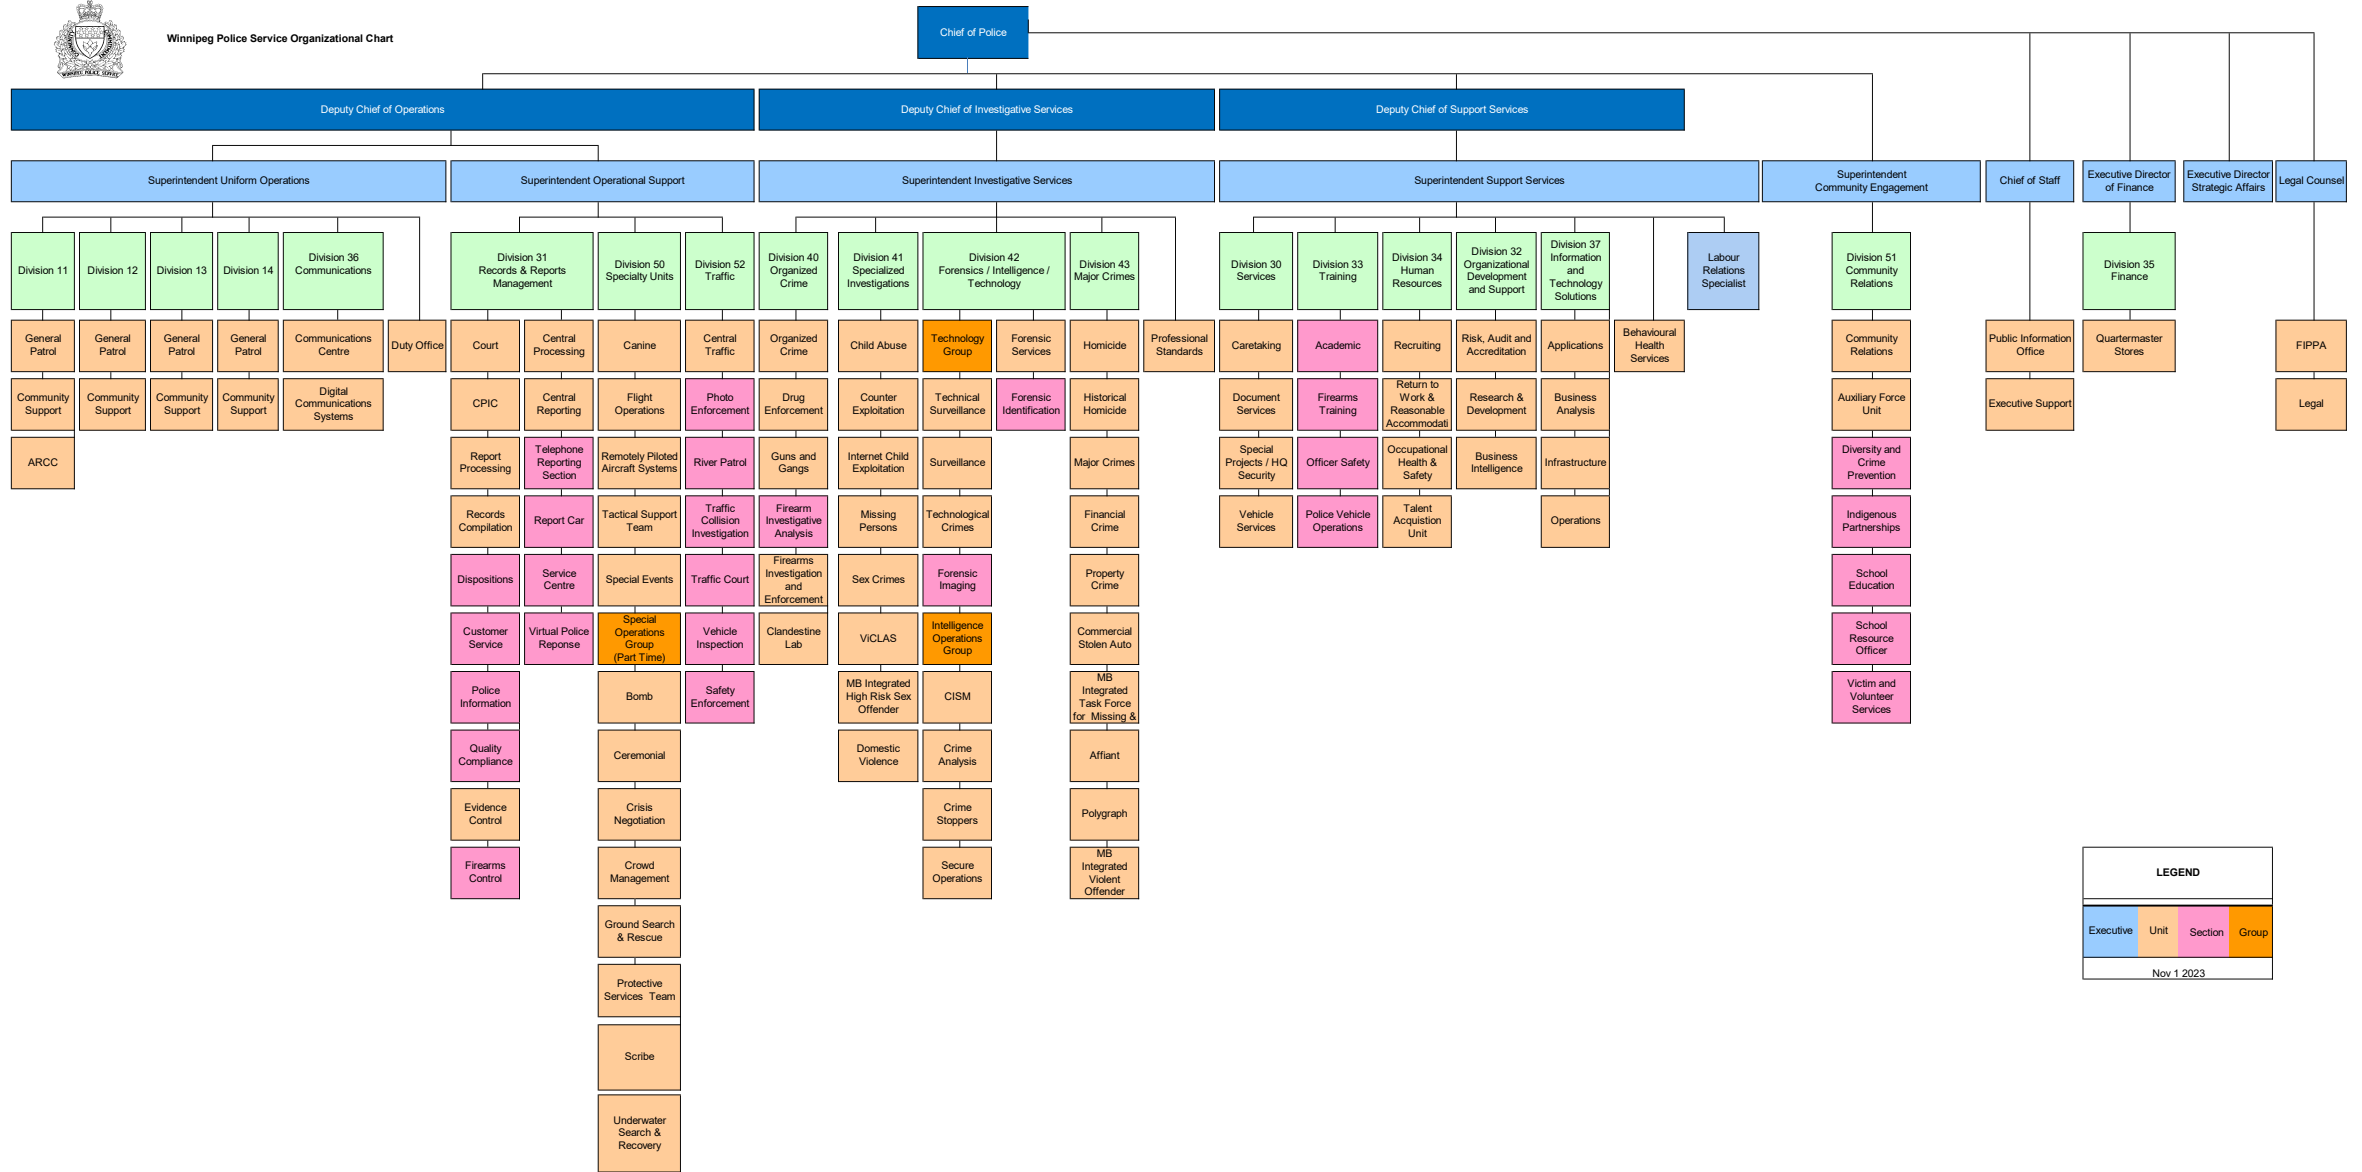 Winnipeg Police Service Organizational Chart
WINNIPEG POLICE SERVICE
Chief of Police
Deputy Chief of Operations
Deputy Chief of Investigative Services
Deputy Chief of Support Services
Superintendent Uniform Operations
Superintendent Operational Support
Superintendent Investigative Services
Superintendent Support Services
Superintendent
Community Engagement
Chief of Staff
Executive Director
of Finance
Executive Director
Strategic Affairs
Legal Counsel
Division 11
Division 12
Division 13
Division 14
Division 36
Communications
Division 31
Records & Reports
Management
Division 50
Specialty Units
Division 52
Traffic
Division 40
Organized
Crime
Division 41
Specialized
Investigations
Division 42
Forensics / Intelligence /
Technology
Division 43
Major Crimes
Division 30
Services
Division 33
Training
Division 34
Human
Resources
Division 32
Organizational
Development
and Support
Division 37
Information
and
Technology
Solutions
Labour
Relations
Specialist
Division 51
Community
Relations
Division 35
Finance
General
Patrol
General
Patrol
General
Patrol
General
Patrol
Communications
Centre
Duty Office
Court
Central
Processing
Canine
Central
Traffic
Organized
Crime
Child Abuse
Technology
Group
Forensic
Services
Homicide
Professional
Standards
Caretaking
Academic
Recruiting
Risk, Audit and
Accreditation
Applications
Behavioural
Health
Services
Community
Relations
Public Information
Office
Quartermaster
Stores
FIPPA
Community
Support
Community
Support
Community
Support
Community
Support
Digital
Communications
Systems
CPIC
Central
Reporting
Flight
Operations
Photo
Enforcement
Drug
Enforcement
Counter
Exploitation
Technical
Surveillance
Forensic
Identification
Historical
Homicide
Document
Services
Firearms
Training
Return to
Work &
Reasonable
Accommodati
Research &
Development
Business
Analysis
Auxiliary Force
Unit
Executive Support
Legal
ARCC
Report
Processing
Telephone
Reporting
Section
Remotely Piloted
Aircraft Systems
River Patrol
Guns and
Gangs
Internet Child
Exploitation
Surveillance
Major Crimes
Special
Projects / HQ
Security
Officer Safety
Occupational
Health &
Safety
Business
Intelligence
Infrastructure
Diversity and
Crime
Prevention
Records
Compilation
Report Car
Tactical Support
Team
Traffic
Collision
Investigation
Firearm
Investigative
Analysis
Missing
Persons
Technological
Crimes
Financial
Crime
Vehicle
Services
Police Vehicle
Operations
Talent
Acquistion
Unit
Operations
Indigenous
Partnerships
Dispositions
Service
Centre
Special Events
Traffic Court
Firearms
Investigation
and
Enforcement
Sex Crimes
Forensic
Imaging
Property
Crime
School
Education
Customer
Service
Virtual Police
Reponse
Special
Operations
Group
(Part Time)
Vehicle
Inspection
Clandestine
Lab
ViCLAS
Intelligence
Operations
Group
Commercial
Stolen Auto
School
Resource
Officer
Police
Information
Bomb
Safety
Enforcement
MB Integrated
High Risk Sex
Offender
CISM
MB
Integrated
Task Force
for Missing &
Victim and
Volunteer
Services
Quality
Compliance
Ceremonial
Domestic
Violence
Crime
Analysis
Affiant
Evidence
Control
Crisis
Negotiation
Crime
Stoppers
Polygraph
Firearms
Control
Crowd
Management
Secure
Operations
MB
Integrated
Violent
Offender
Ground Search
& Rescue
Protective
Services Team
Scribe
Underwater
Search &
Recovery
LEGEND
Executive
Unit
Section
Group
Nov 1 2023